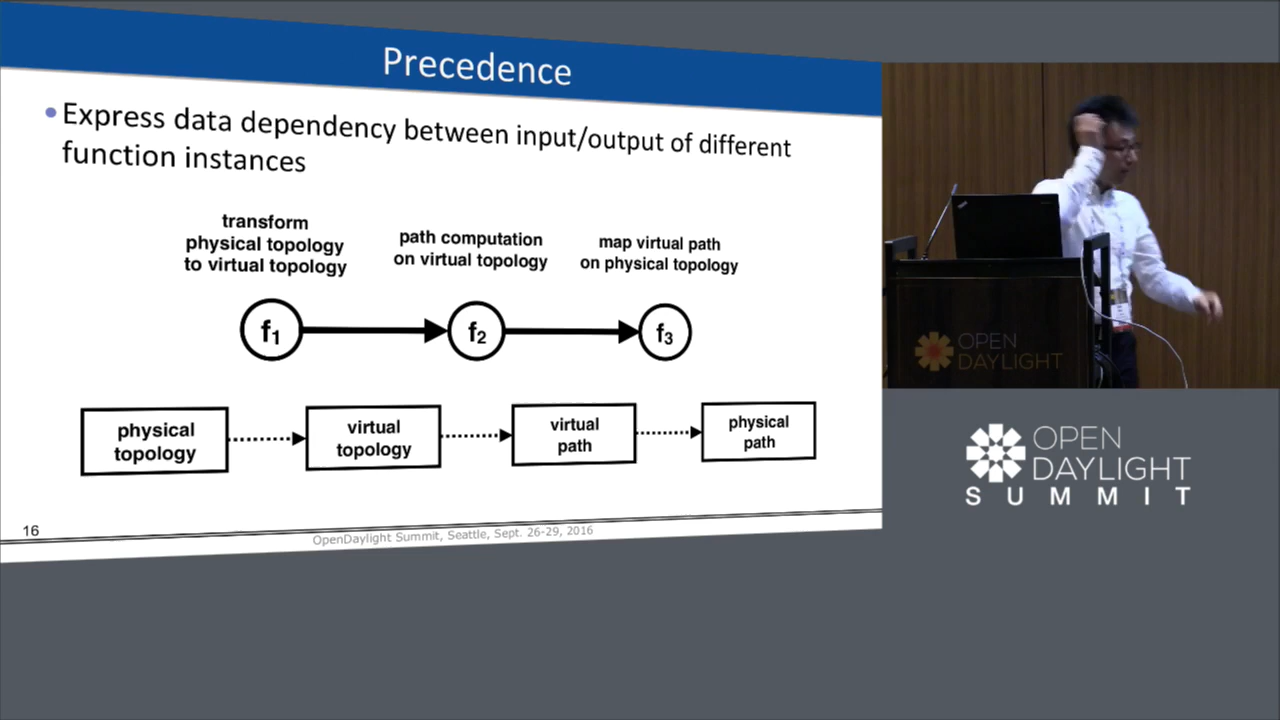 Precedence
• Express data dependency between input/output of different
function instances
transform
physical topology
to virtual topology
path computation
on virtual topology
map virtual path
on physical topology
f1
f2
f3
physical
topology
virtual
topology
virtual
path
physical
path
16
OpenDaylight Summit, Seattle, Sept. 26-29, 2016
OPEN
DAYLIGHT
OPEN
DAYLIGHT
SUMMIT